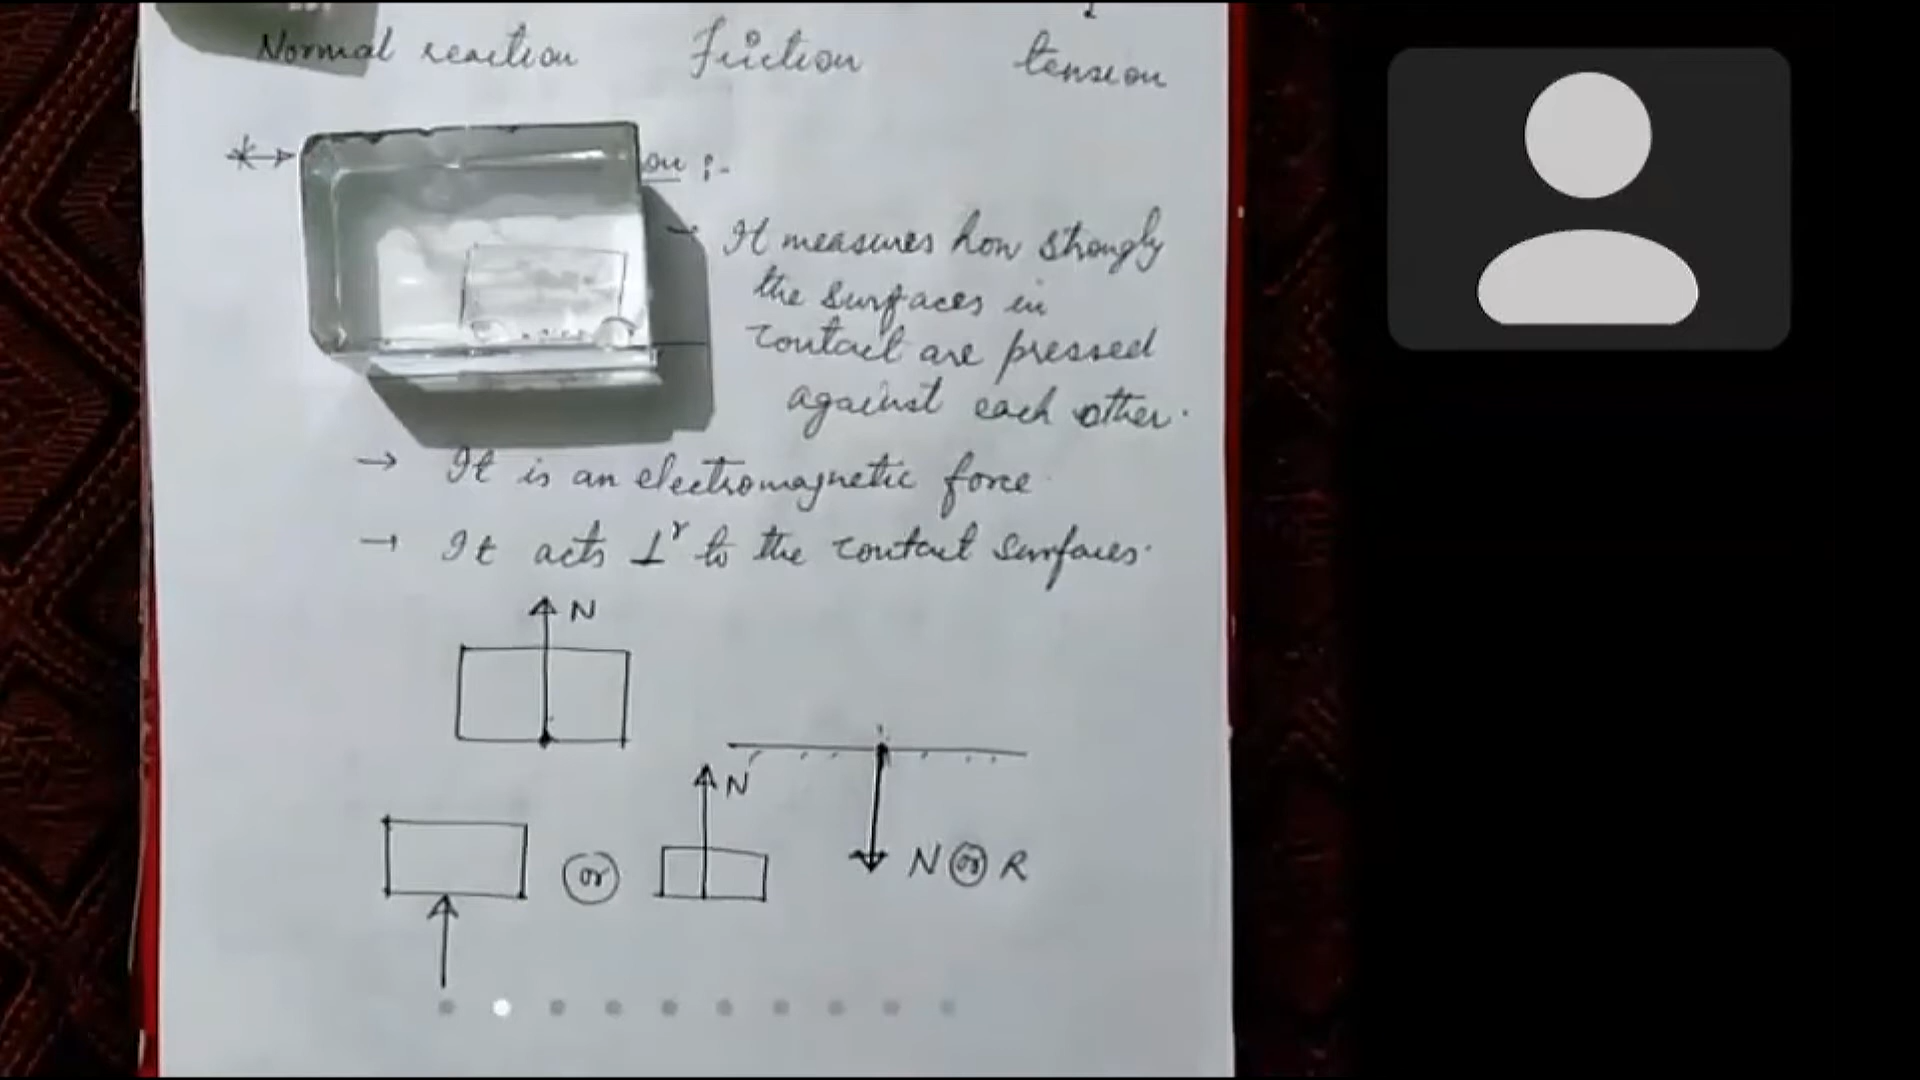 Normal reaction Friction tension
on :-
→ It measures how strongly
the surfaces in
contact are pressed
against each other.
→ It is an electromagnetic force
→ It acts ⊥ʳ to the contact surfaces.
N
N
or
N or R